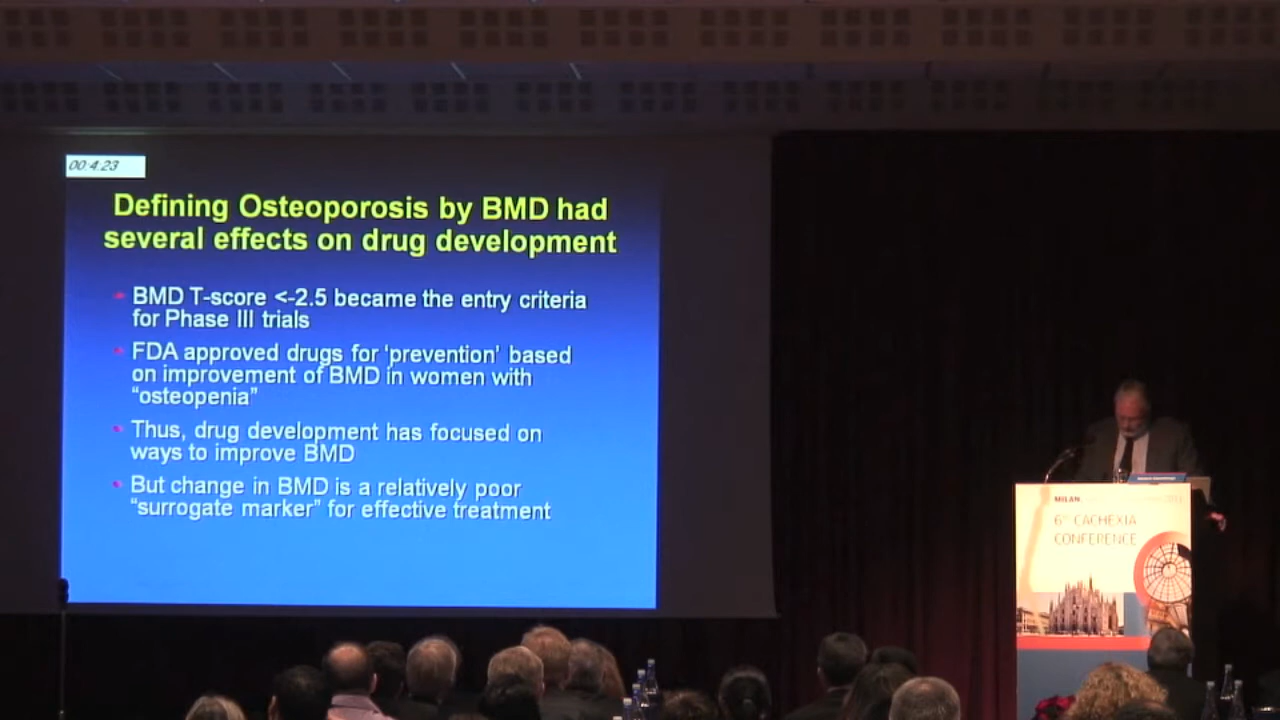 00:4:23
Defining Osteoporosis by BMD had
several effects on drug development
BMD T-score <-2.5 became the entry criteria
for Phase III trials
FDA approved drugs for 'prevention' based
on improvement of BMD in women with
"osteopenia"
Thus, drug development has focused on
ways to improve BMD
But change in BMD is a relatively poor
"surrogate marker" for effective treatment
MILAN
6th CACHEXIA
CONFERENCE